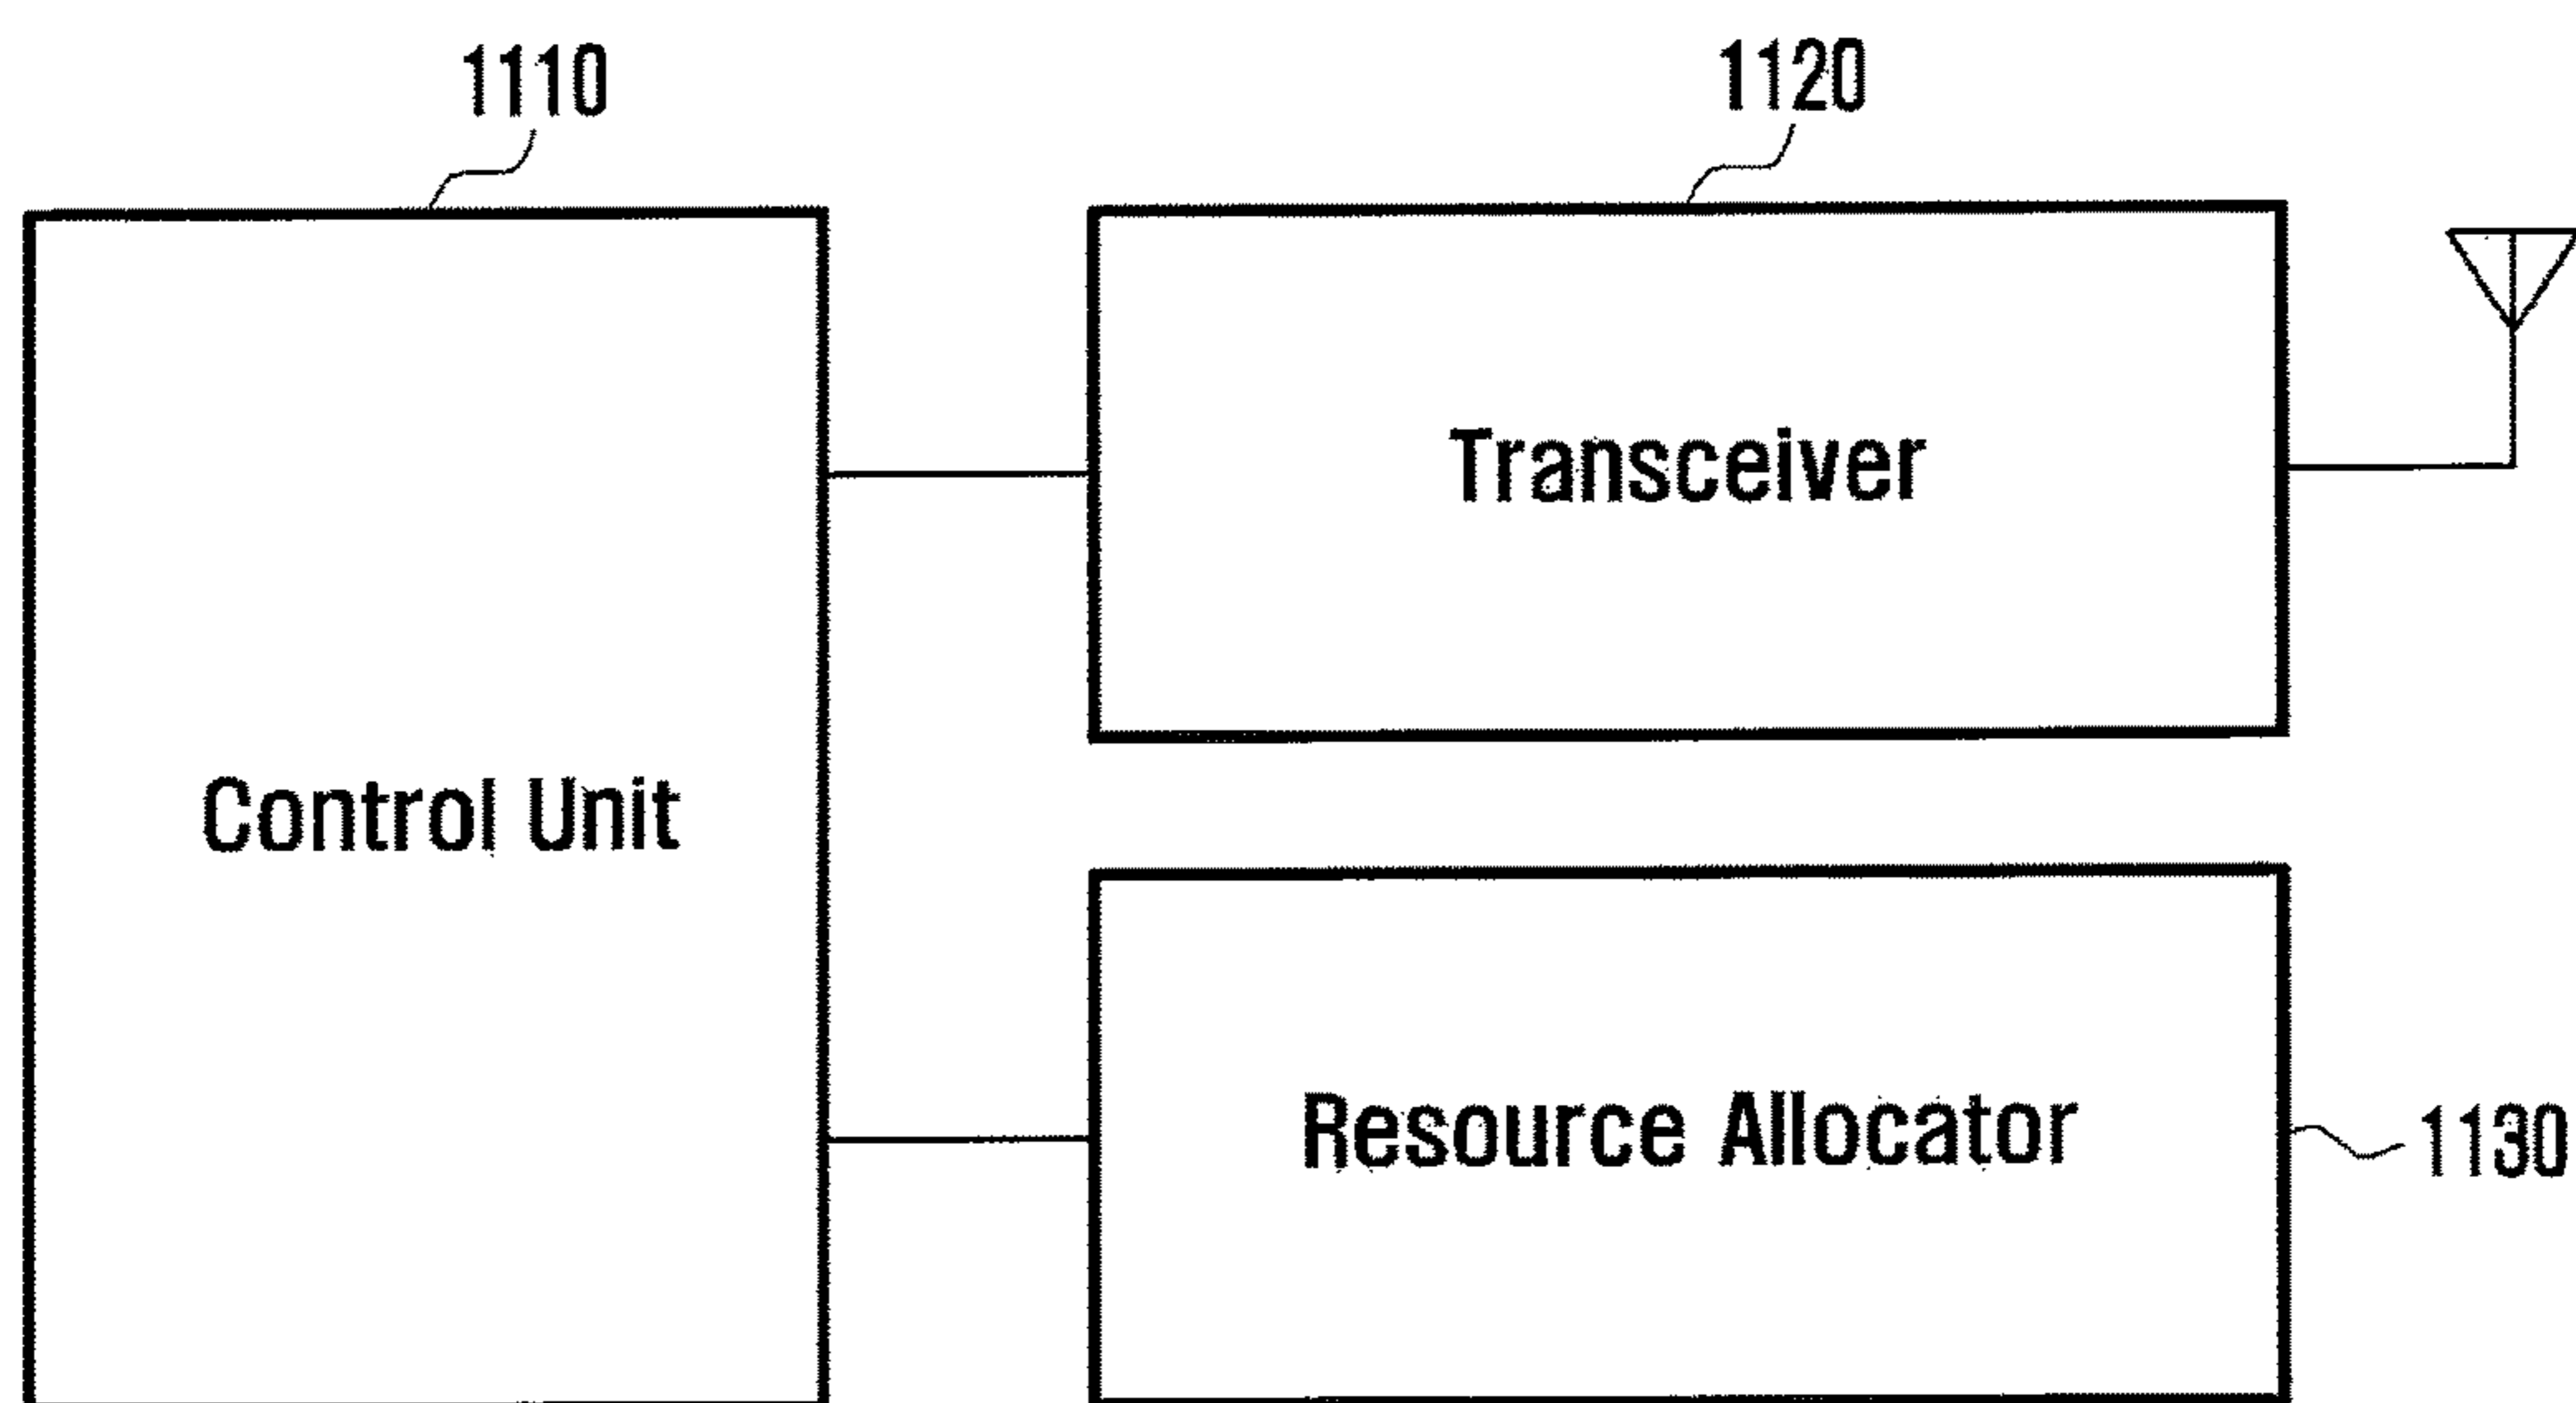 1110
1120
Transceiver
Control Unit
Resource Allocator
1130